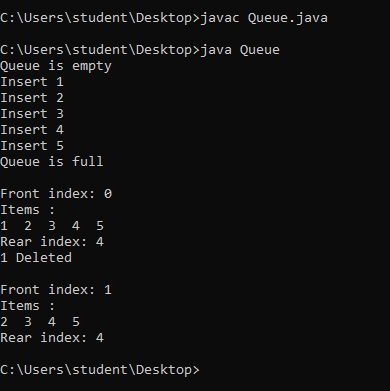 C:\Users\student\Desktop>javac Queue.java
C:\Users\student\Desktop>java Queue
Queue is empty
Insert 1
Insert 2
Insert 3
Insert 4
Insert 5
Queue is full
Front index: 0
Items :
1  2  3  4  5
Rear index: 4
1 Deleted
Front index: 1
Items :
2  3  4  5
Rear index: 4
C:\Users\student\Desktop>